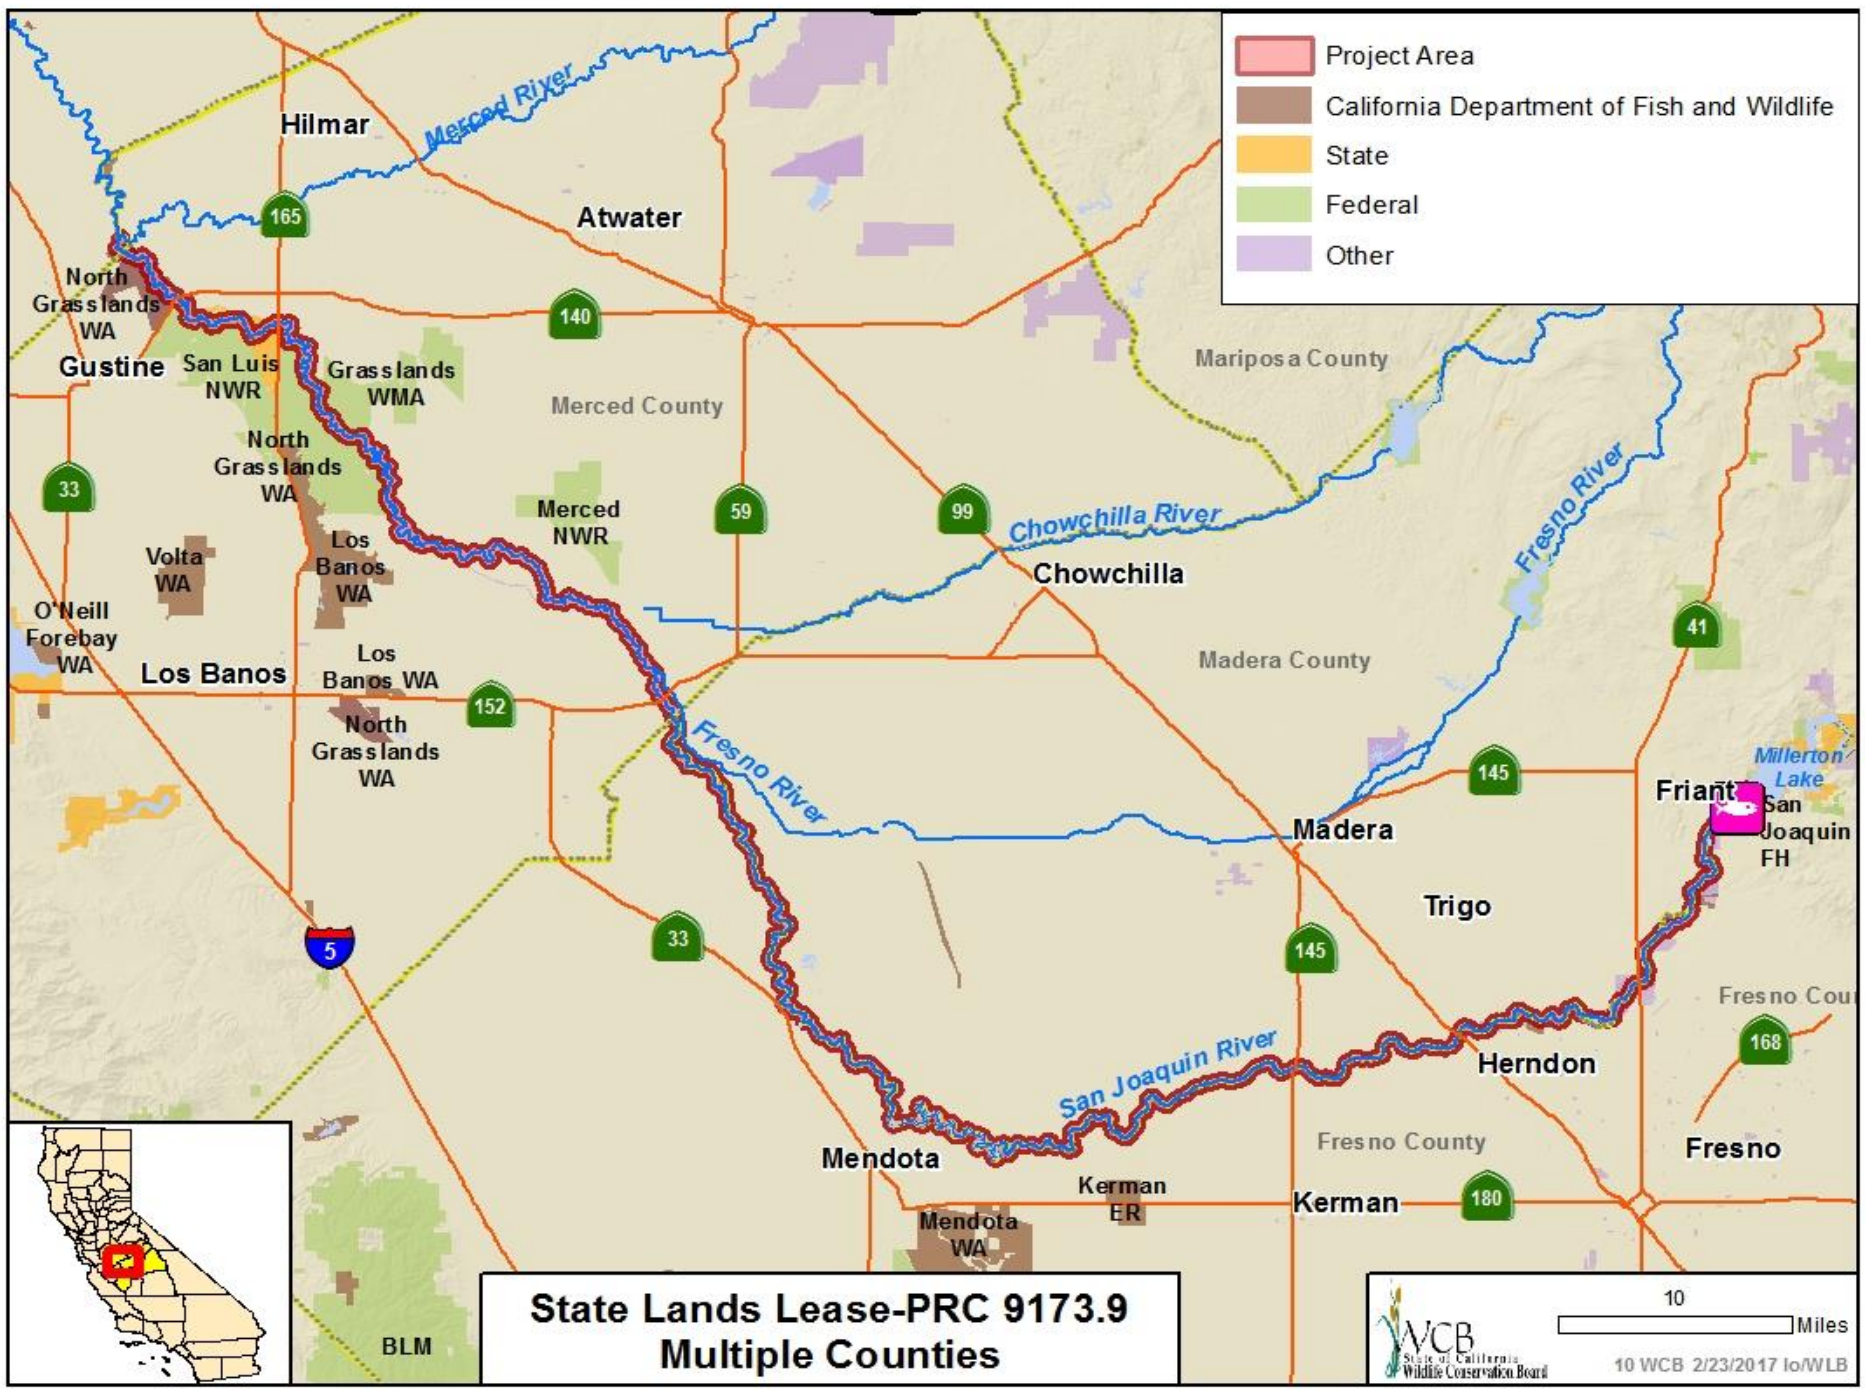 Project Area
California Department of Fish and Wildlife
State
Federal
Other
Hilmar
Merced River
165
Atwater
North
Grasslands
WA
Gustine
San Luis
NWR
Grasslands
WMA
140
Merced County
Mariposa County
North
Grasslands
WA
33
Merced
NWR
59
99
Chowchilla River
Fresno River
Volta
WA
Los
Banos
WA
Chowchilla
O'Neill
Forebay
WA
41
Los Banos
Los
Banos WA
152
Madera County
North
Grasslands
WA
Fresno River
145
Millerton
Lake
Friant
San
Joaquin
FH
Madera
Trigo
5
33
145
Fresno Cou
168
San Joaquin River
Herndon
Mendota
Fresno County
Fresno
Kerman
ER
Kerman
180
Mendota
WA
BLM
State Lands Lease-PRC 9173.9
Multiple Counties
10
Miles
WCB
State of California
Wildlife Conservation Board
10 WCB 2/23/2017 lo/WLB